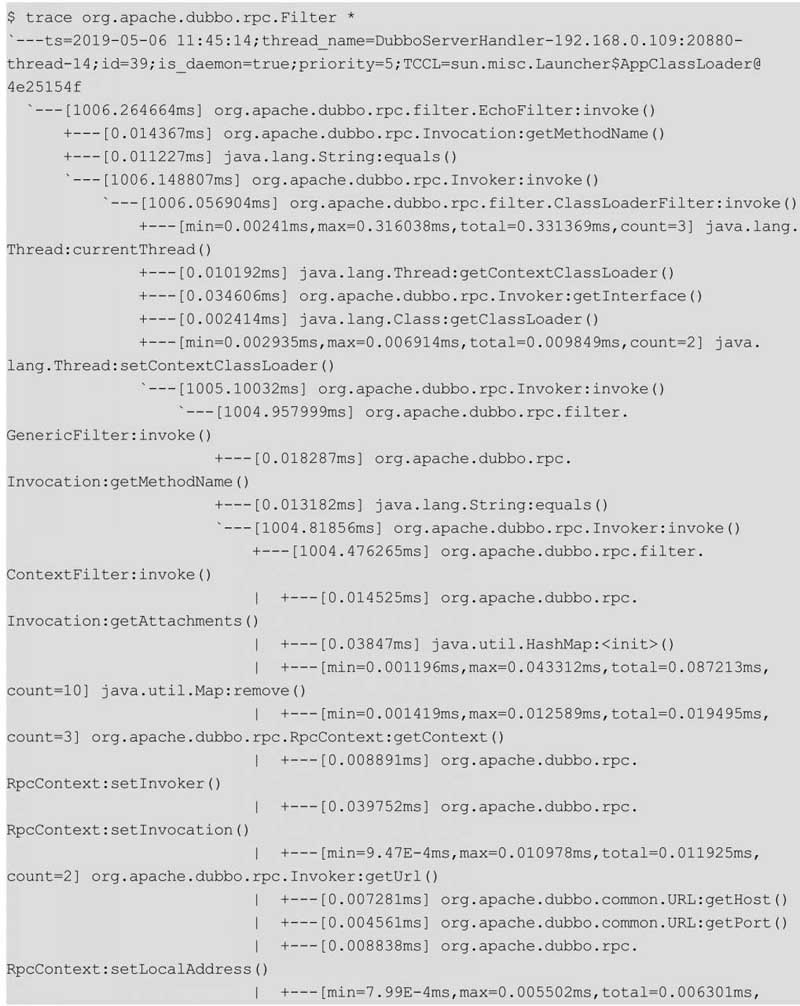 $ trace org.apache.dubbo.rpc.Filter *
`---ts=2019-05-06 11:45:14;thread_name=DubboServerHandler-192.168.0.109:20880-
thread-14;id=39;is_daemon=true;priority=5;TCCL=sun.misc.Launcher$AppClassLoader@
4e25154f
  `---[1006.264664ms] org.apache.dubbo.rpc.filter.EchoFilter:invoke()
      +---[0.014367ms] org.apache.dubbo.rpc.Invocation:getMethodName()
      +---[0.011227ms] java.lang.String:equals()
      `---[1006.148807ms] org.apache.dubbo.rpc.Invoker:invoke()
          `---[1006.056904ms] org.apache.dubbo.rpc.filter.ClassLoaderFilter:invoke()
              +---[min=0.00241ms,max=0.316038ms,total=0.331369ms,count=3] java.lang.
Thread:currentThread()
              +---[0.010192ms] java.lang.Thread:getContextClassLoader()
              +---[0.034606ms] org.apache.dubbo.rpc.Invoker:getInterface()
              +---[0.002414ms] java.lang.Class:getClassLoader()
              +---[min=0.002935ms,max=0.006914ms,total=0.009849ms,count=2] java.
lang.Thread:setContextClassLoader()
              `---[1005.10032ms] org.apache.dubbo.rpc.Invoker:invoke()
                  `---[1004.957999ms] org.apache.dubbo.rpc.filter.
GenericFilter:invoke()
                      +---[0.018287ms] org.apache.dubbo.rpc.
Invocation:getMethodName()
                      +---[0.013182ms] java.lang.String:equals()
                      `---[1004.81856ms] org.apache.dubbo.rpc.Invoker:invoke()
                          +---[1004.476265ms] org.apache.dubbo.rpc.filter.
ContextFilter:invoke()
                          |  +---[0.014525ms] org.apache.dubbo.rpc.
Invocation:getAttachments()
                          |  +---[0.03847ms] java.util.HashMap:<init>()
                          |  +---[min=0.001196ms,max=0.043312ms,total=0.087213ms,
count=10] java.util.Map:remove()
                          |  +---[min=0.001419ms,max=0.012589ms,total=0.019495ms,
count=3] org.apache.dubbo.rpc.RpcContext:getContext()
                          |  +---[0.008891ms] org.apache.dubbo.rpc.
RpcContext:setInvoker()
                          |  +---[0.039752ms] org.apache.dubbo.rpc.
RpcContext:setInvocation()
                          |  +---[min=9.47E-4ms,max=0.010978ms,total=0.011925ms,
count=2] org.apache.dubbo.rpc.Invoker:getUrl()
                          |  +---[0.007281ms] org.apache.dubbo.common.URL:getHost()
                          |  +---[0.004561ms] org.apache.dubbo.common.URL:getPort()
                          |  +---[0.008838ms] org.apache.dubbo.rpc.
RpcContext:setLocalAddress()
                          |  +---[min=7.99E-4ms,max=0.005502ms,total=0.006301ms,